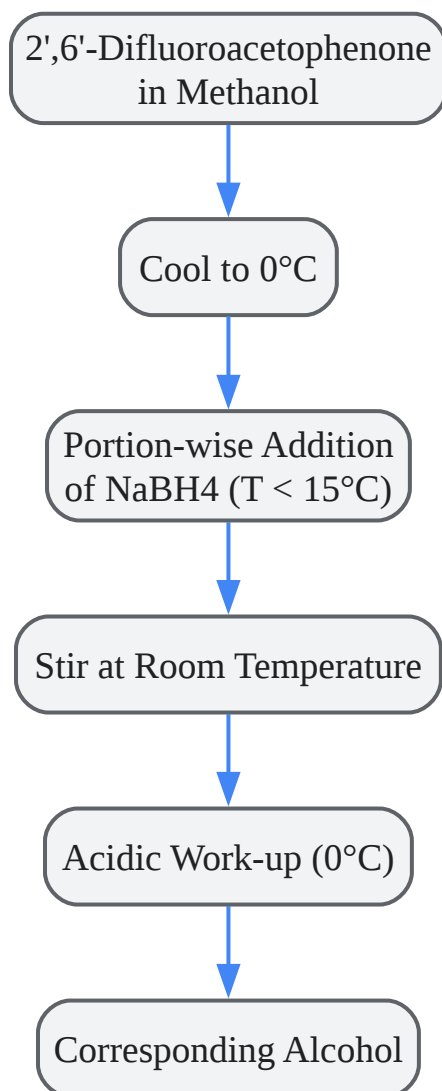 2',6'-Difluoroacetophenone
in Methanol
Cool to 0°C
Portion-wise Addition
of NaBH4 (T < 15°C)
Stir at Room Temperature
Acidic Work-up (0°C)
Corresponding Alcohol